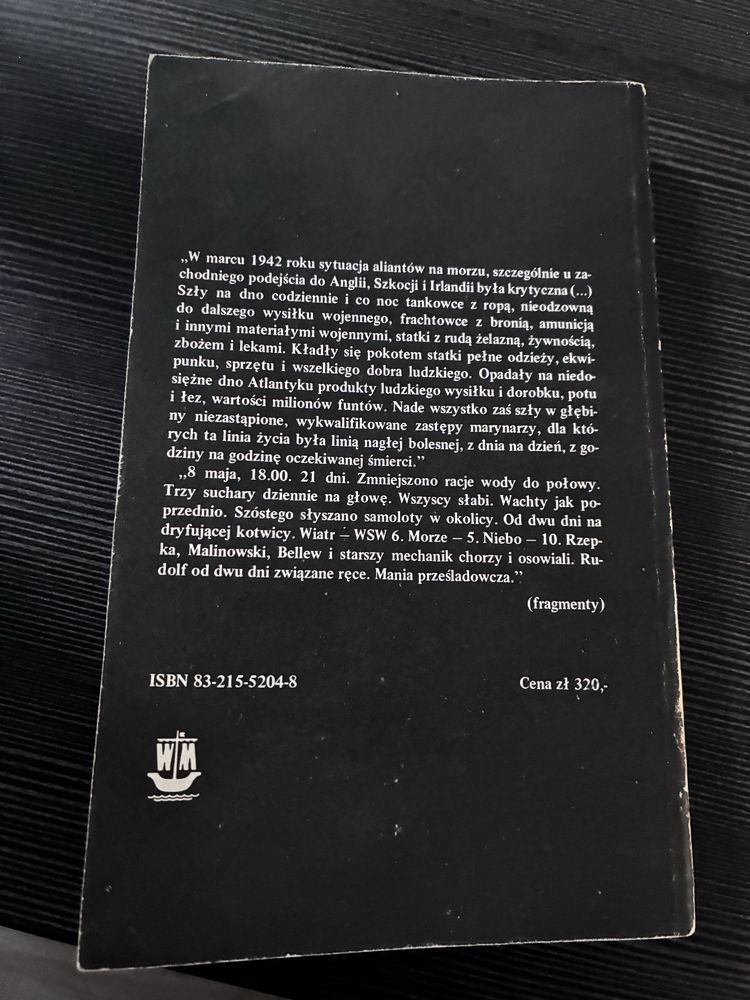 „W marcu 1942 roku sytuacja aliantów na morzu, szczególnie u za-
chodniego podejścia do Anglii, Szkocji i Irlandii była krytyczna (...)
Szły na dno codziennie i co noc tankowce z ropą, nieodzowną
do dalszego wysiłku wojennego, frachtowce z bronią, amunicją
i innymi materiałymi wojennymi, statki z rudą żelazną, żywnością,
zbożem i lekami. Kładły się pokotem statki pełne odzieży, ekwi-
punku, sprzętu i wszelkiego dobra ludzkiego. Opadały na niedo-
siężne dno Atlantyku produkty ludzkiego wysiłku i dorobku, potu
i łez, wartości milionów funtów. Nade wszystko zaś szły w głębi-
ny niezastąpione, wykwalifikowane zastępy marynarzy, dla któ-
rych ta linia życia była linią nagłej bolesnej, z dnia na dzień, z go-
dziny na godzinę oczekiwanej śmierci.”
„8 maja, 18.00. 21 dni. Zmniejszono racje wody do połowy.
Trzy suchary dziennie na głowę. Wszyscy słabi. Wachty jak po-
przednio. Szóstego słyszano samoloty w okolicy. Od dwu dni na
dryfującej kotwicy. Wiatr – WSW 6. Morze – 5. Niebo – 10. Rzep-
ka, Malinowski, Bellew i starszy mechanik chorzy i osowiali. Ru-
dolf od dwu dni związane ręce. Mania prześladowcza.”
(fragmenty)
ISBN 83-215-5204-8
Cena zł 320,-
WM